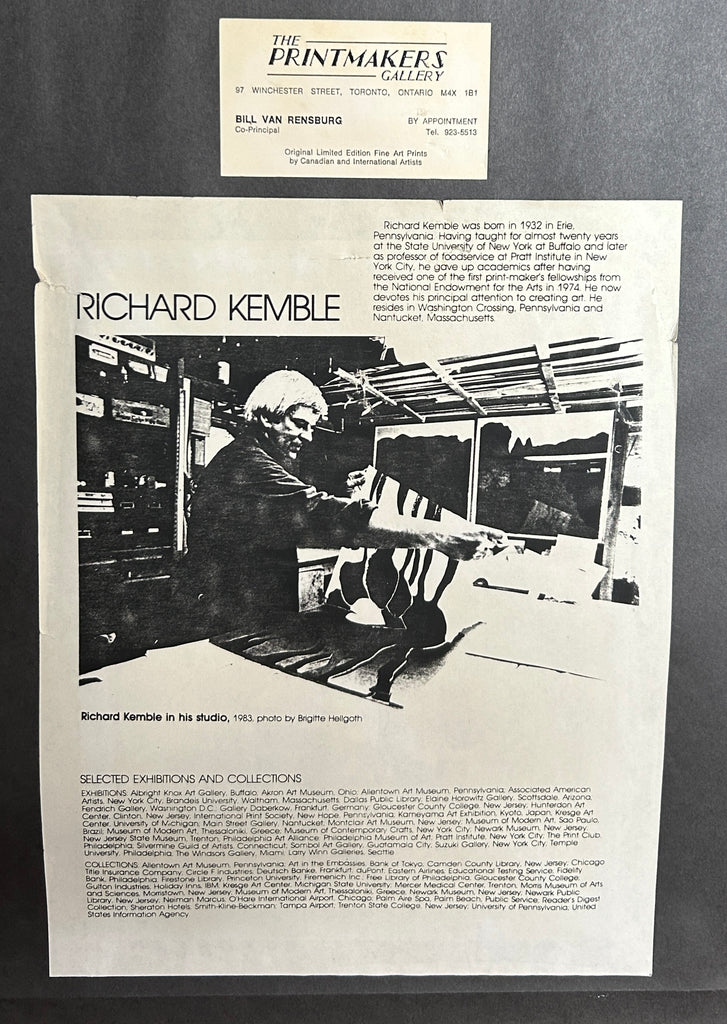 THE
PRINTMAKERS
GALLERY
97 WINCHESTER STREET, TORONTO, ONTARIO M4X 1B1
BILL VAN RENSBURG
Co-Principal
BY APPOINTMENT
Tel. 923-5513
Original Limited Edition Fine Art Prints
by Canadian and International Artists
Richard Kemble was born in 1932 in Erie,
Pennsylvania. Having taught for almost twenty years
at the State University of New York at Buffalo and later
as professor of foodservice at Pratt Institute in New
York City, he gave up academics after having
received one of the first print-maker's fellowships from
the National Endowment for the Arts in 1974. He now
devotes his principal attention to creating art. He
resides in Washington Crossing, Pennsylvania and
Nantucket, Massachusetts.
RICHARD KEMBLE
Richard Kemble in his studio, 1983, photo by Brigitte Hellgoth
SELECTED EXHIBITIONS AND COLLECTIONS
EXHIBITIONS: Albright Knox Art Gallery, Buffalo; Akron Art Museum, Ohio; Allentown Art Museum, Pennsylvania; Associated American
Artists, New York City; Brandeis University, Waltham, Massachusetts; Dallas Public Library; Elaine Horowitz Gallery, Scottsdale, Arizona;
Fendrich Gallery, Washington D.C.; Gallery Daberkow, Frankfurt, Germany; Gloucester County College, New Jersey; Hunterdon Art
Center, Clinton, New Jersey; International Print Society, New Hope, Pennsylvania; Kameyama Art Exhibition, Kyoto, Japan; Kresge Art
Center, University of Michigan; Main Street Gallery, Nantucket; Montclair Art Museum, New Jersey; Museum of Modern Art, Sao Paulo,
Brazil; Museum of Modern Art, Thessaloniki, Greece; Museum of Contemporary Crafts, New York City; Newark Museum, New Jersey;
New Jersey State Museum, Trenton; Philadelphia Art Alliance; Philadelphia Museum of Art; Pratt Institute, New York City; The Print Club,
Philadelphia; Silvermine Guild of Artists, Connecticut; Sombol Art Gallery, Guatamala City; Suzuki Gallery, New York City; Temple
University, Philadelphia; The Windsors Gallery, Miami; Larry Winn Galleries, Seattle
COLLECTIONS: Allentown Art Museum, Pennsylvania; Art in the Embassies; Bank of Tokyo; Camden County Library, New Jersey; Chicago
Title Insurance Company; Circle F Industries; Deutsch Banke, Frankfurt; duPont; Eastern Airlines; Educational Testing Service; Fidelity
Bank, Philadelphia; Firestone Library, Princeton University; Firemenich Inc.; Free Library of Philadelphia; Gloucester County College;
Gulton Industries; Holiday Inns; IBM; Kresge Art Center, Michigan State University; Mercer Medical Center, Trenton; Morris Museum of Arts
and Sciences, Morristown, New Jersey; Museum of Modern Art, Thessaloniki, Greece; Newark Museum, New Jersey; Newark Public
Library, New Jersey; Neiman Marcus; O'Hare International Airport, Chicago; Palm Aire Spa, Palm Beach; Public Service; Reader's Digest
Collection; Sheraton Hotels; Smith-Kline-Beckman; Tampa Airport; Trenton State College, New Jersey; University of Pennsylvania; United
States Information Agency